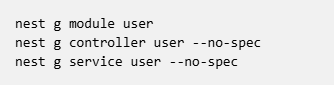 nest g module user
nest g controller user --no-spec
nest g service user --no-spec